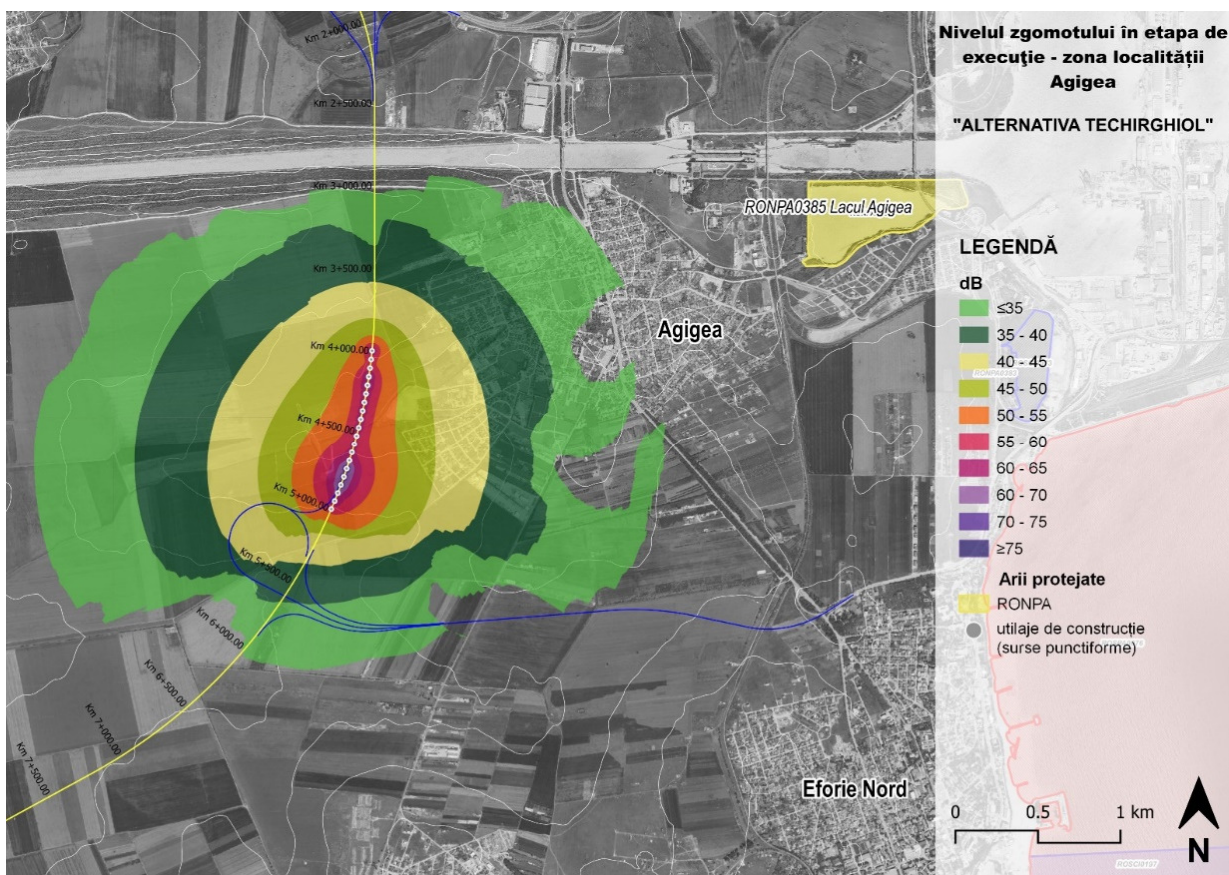 Nivelul zgomotului în etapa de
execuţie - zona localităţii
Agigea
"ALTERNATIVA TECHIRGHIOL"
Km 2+000.00
Km 2+500.00
Km 3+000.00
Km 3+500.00
Km 4+000.00
Km 4+500.00
Km 5+000.00
Km 5+500.00
Km 6+000.00
Km 6+500.00
Km 7+000.00
Km 7+500.00
RONPA0385 Lacul Agigea
Agigea
Eforie Nord
LEGENDĂ
dB
≤35
35 - 40
40 - 45
45 - 50
50 - 55
55 - 60
60 - 65
60 - 70
70 - 75
≥75
Arii protejate
RONPA
utilaje de construcție
(surse punctiforme)
0 0.5 1 km
N
ROSCI0197